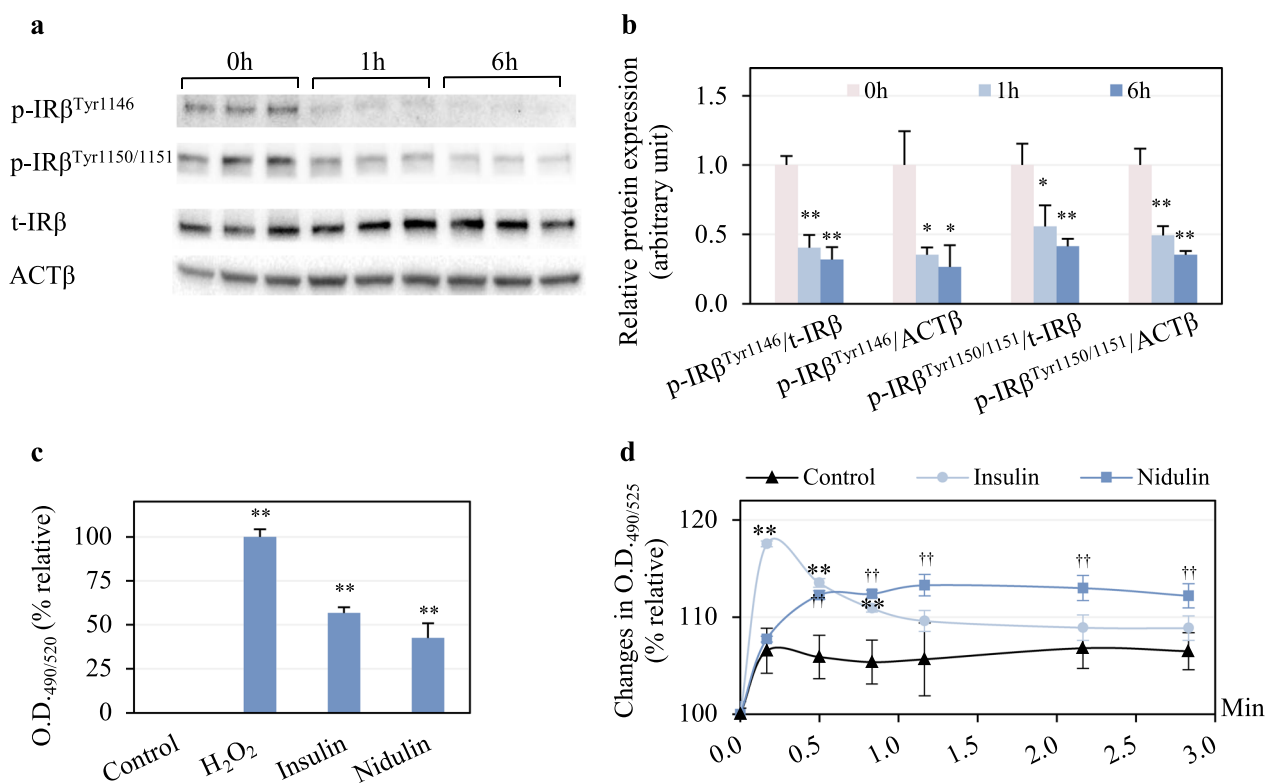 a
0h 1h 6h
p-IRβTyr1146
p-IRβTyr1150/1151
t-IRβ
ACTβ
b
Relative protein expression
(arbitrary unit)
0h 1h 6h
1.5
1.0
0.5
0.0
** ** * * * ** ** **
p-IRβTyr1146/t-IRβ
p-IRβTyr1146/ACTβ
p-IRβTyr1150/1151/t-IRβ
p-IRβTyr1150/1151/ACTβ
c
O.D.490/520 (% relative)
100
75
50
25
0
** ** **
Control H2O2 Insulin Nidulin
d
Control Insulin Nidulin
Changes in O.D.490/525
(% relative)
120
110
100
** ** **
†† †† †† †† ††
0.0 0.5 1.0 1.5 2.0 2.5 3.0
Min